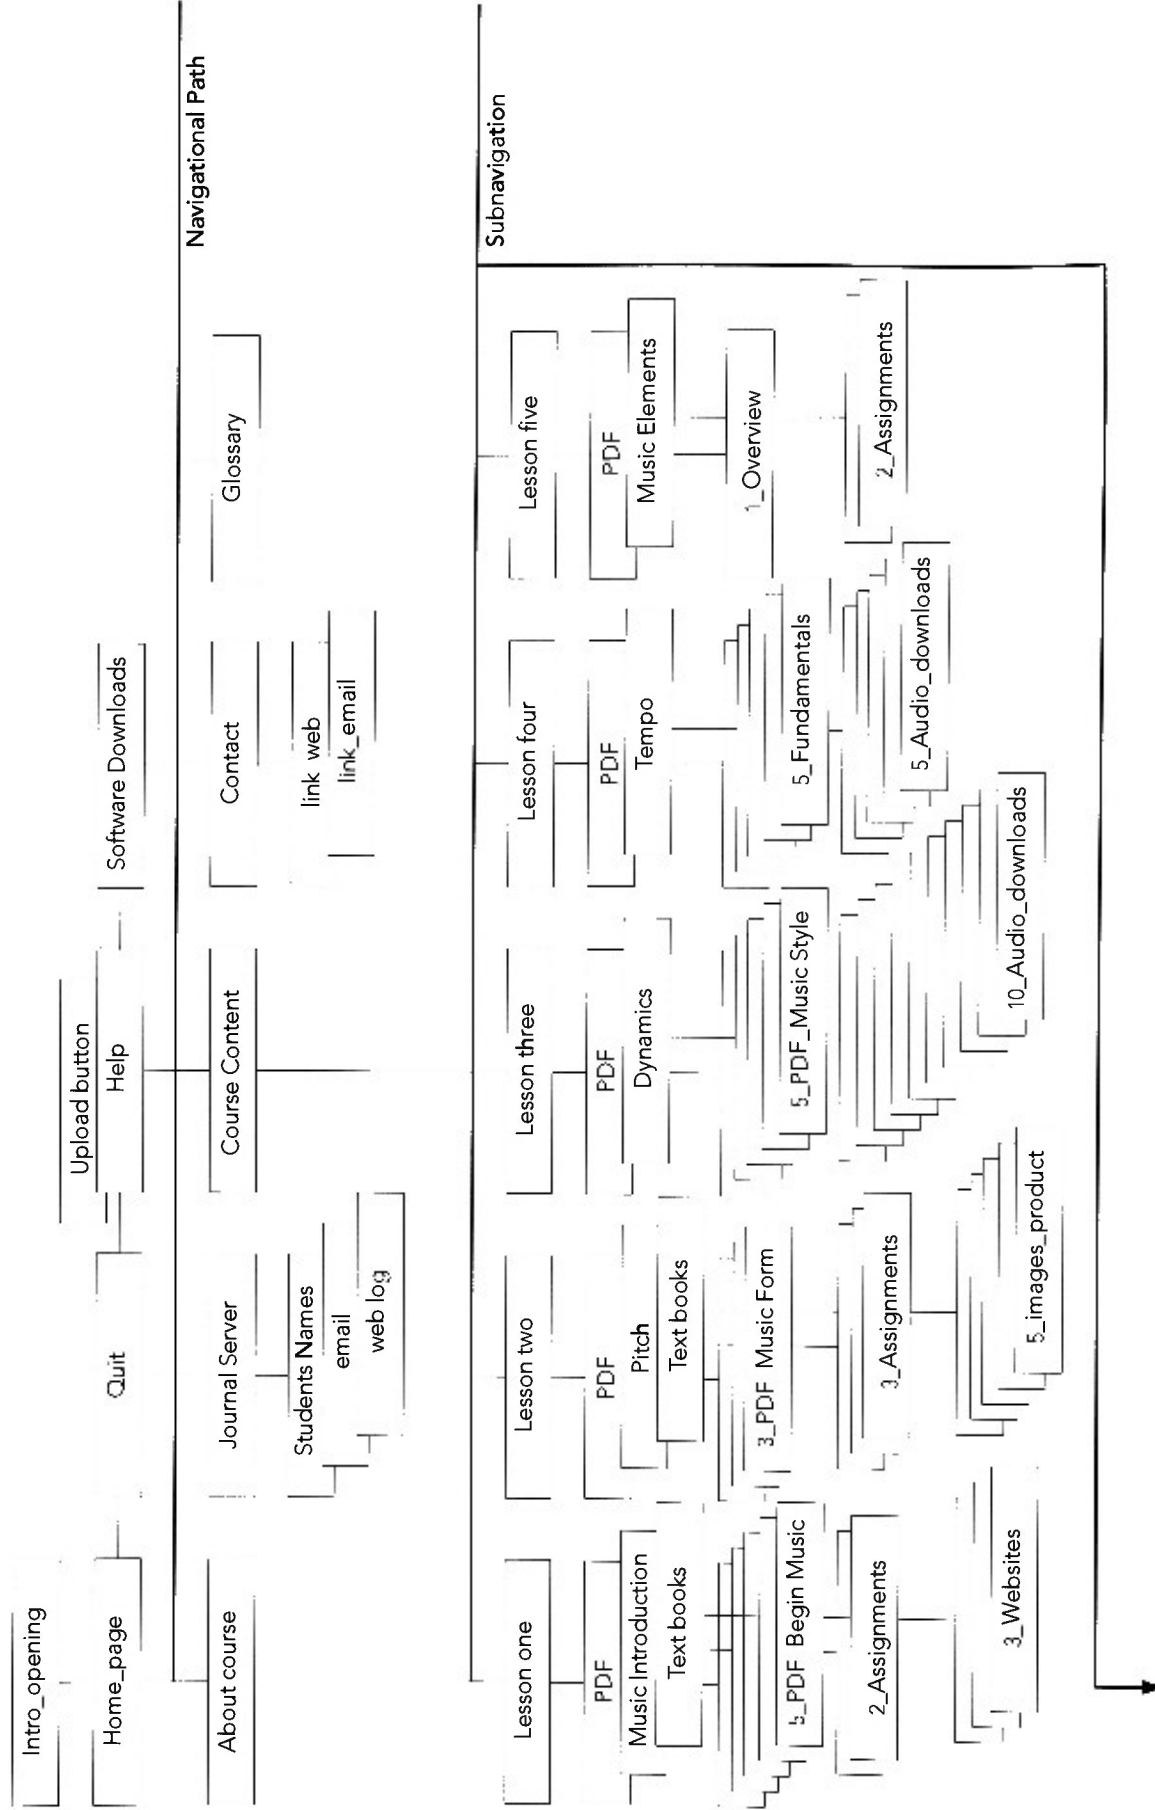 Intro_opening
Upload button
Home_page
Quit
Help
Software Downloads
Navigational Path
About course
Journal Server
Course Content
Contact
Glossary
Students Names
email
web log
link web
link_email
Subnavigation
Lesson one
Lesson two
Lesson three
Lesson four
Lesson five
PDF
Music Introduction
Text books
PDF
Pitch
Text books
PDF
Dynamics
PDF
Tempo
PDF
Music Elements
5_PDF Begin Music
3_PDF Music Form
5_PDF_Music Style
5_Fundamentals
1_Overview
2_Assignments
3_Assignments
10_Audio_downloads
5_Audio_downloads
2_Assignments
3_Websites
5_images_product